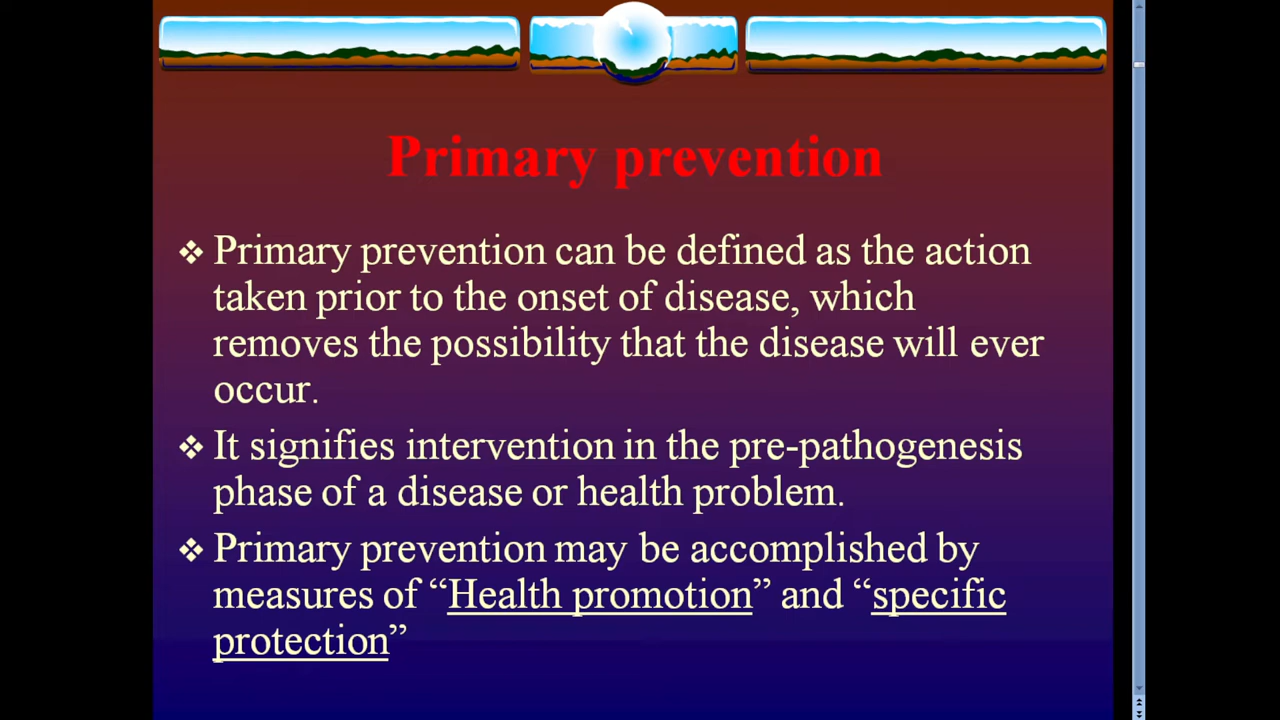 Primary prevention
❖ Primary prevention can be defined as the action
taken prior to the onset of disease, which
removes the possibility that the disease will ever
occur.
❖ It signifies intervention in the pre-pathogenesis
phase of a disease or health problem.
❖ Primary prevention may be accomplished by
measures of “Health promotion” and “specific
protection”